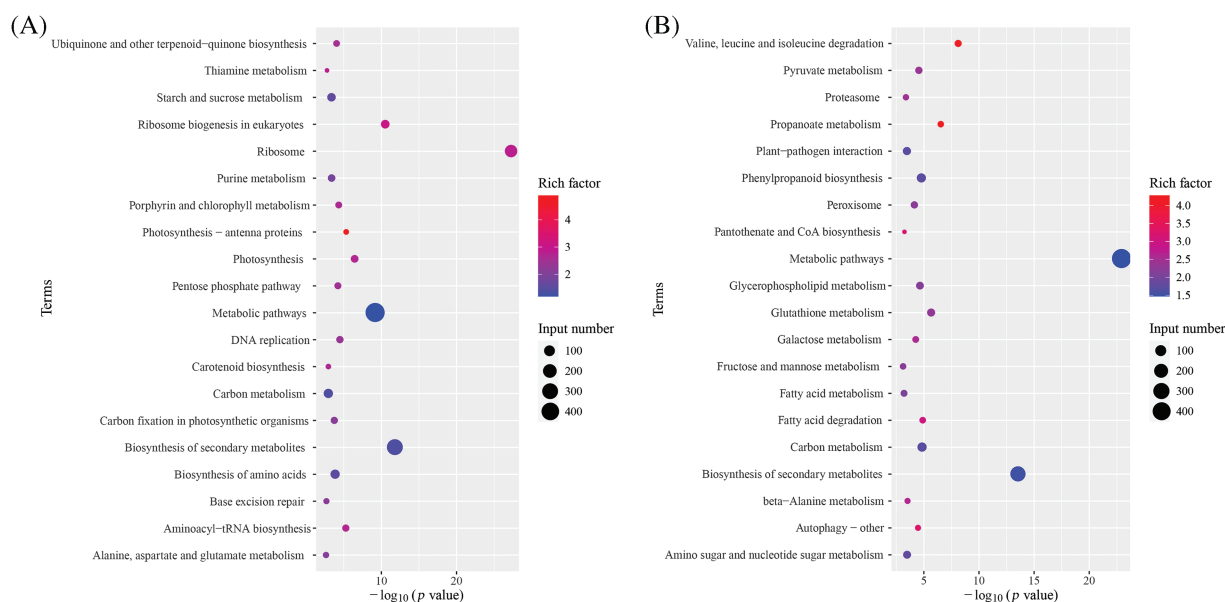 (A)
Terms
Ubiquinone and other terpenoid−quinone biosynthesis
Thiamine metabolism
Starch and sucrose metabolism
Ribosome biogenesis in eukaryotes
Ribosome
Purine metabolism
Porphyrin and chlorophyll metabolism
Photosynthesis − antenna proteins
Photosynthesis
Pentose phosphate pathway
Metabolic pathways
DNA replication
Carotenoid biosynthesis
Carbon metabolism
Carbon fixation in photosynthetic organisms
Biosynthesis of secondary metabolites
Biosynthesis of amino acids
Base excision repair
Aminoacyl−tRNA biosynthesis
Alanine, aspartate and glutamate metabolism
10 20
−log10 (p value)
Rich factor
4
3
2
Input number
100
200
300
400
(B)
Terms
Valine, leucine and isoleucine degradation
Pyruvate metabolism
Proteasome
Propanoate metabolism
Plant−pathogen interaction
Phenylpropanoid biosynthesis
Peroxisome
Pantothenate and CoA biosynthesis
Metabolic pathways
Glycerophospholipid metabolism
Glutathione metabolism
Galactose metabolism
Fructose and mannose metabolism
Fatty acid metabolism
Fatty acid degradation
Carbon metabolism
Biosynthesis of secondary metabolites
beta−Alanine metabolism
Autophagy − other
Amino sugar and nucleotide sugar metabolism
5 10 15 20
−log10 (p value)
Rich factor
4.0
3.5
3.0
2.5
2.0
1.5
Input number
100
200
300
400